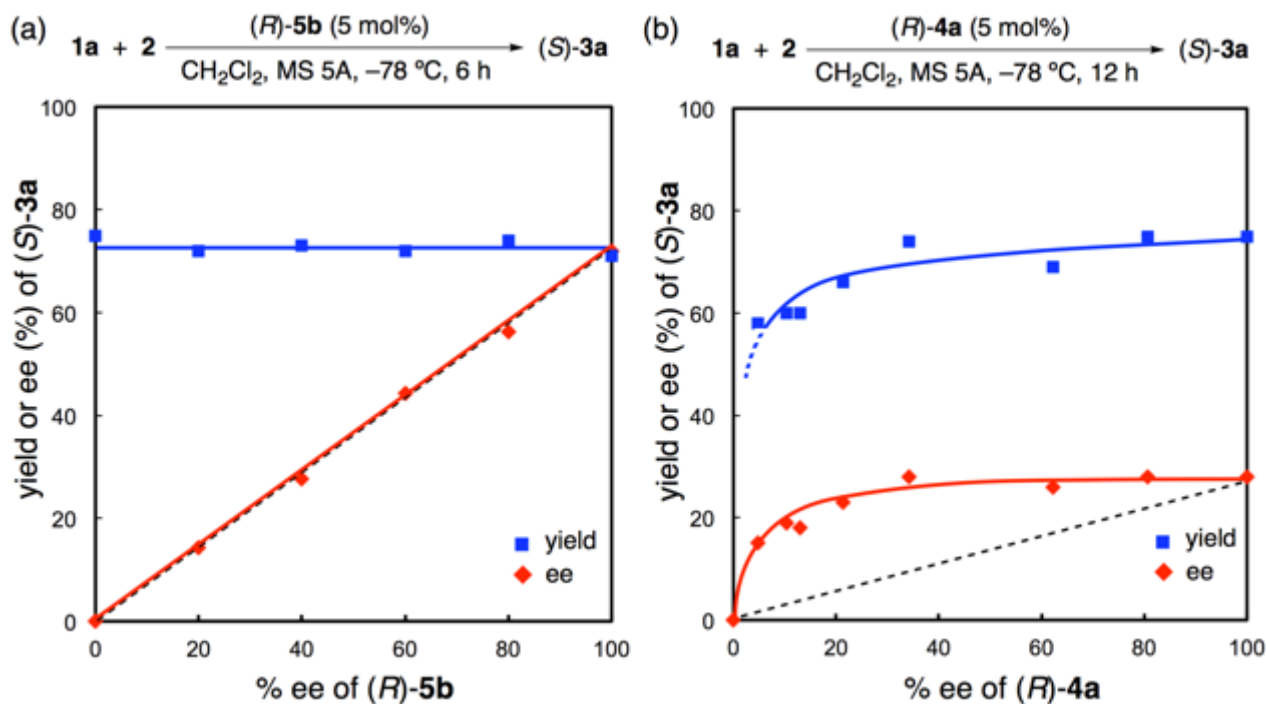 (a)
(R)-5b (5 mol%)
1a + 2
(S)-3a
CH₂Cl₂, MS 5A, –78 ºC, 6 h
100
80
60
40
20
0
yield or ee (%) of (S)-3a
yield
ee
0 20 40 60 80 100
% ee of (R)-5b
(b)
(R)-4a (5 mol%)
1a + 2
(S)-3a
CH₂Cl₂, MS 5A, –78 ºC, 12 h
100
80
60
40
20
0
yield or ee (%) of (S)-3a
yield
ee
0 20 40 60 80 100
% ee of (R)-4a